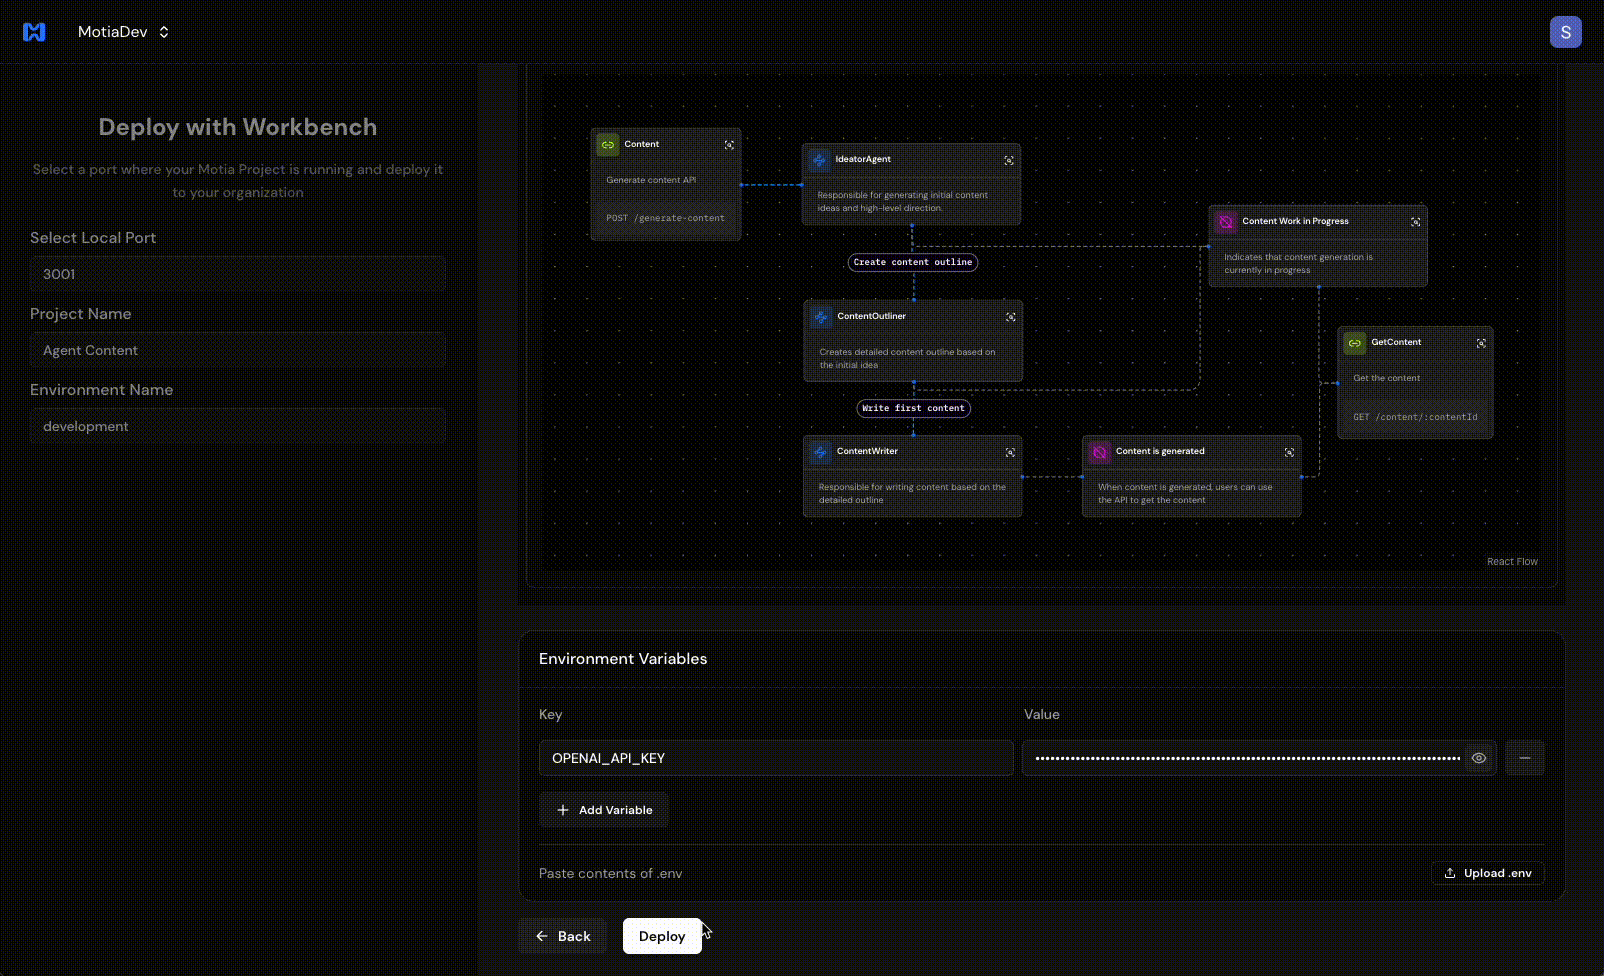 MotiaDev
S
Deploy with Workbench
Select a port where your Motia Project is running and deploy it
to your organization
Select Local Port
3001
Project Name
Agent Content
Environment Name
development
Content
Generate content API
POST /generate-content
IdeatorAgent
Responsible for generating initial content
ideas and high-level direction.
Create content outline
Content Work in Progress
Indicates that content generation is
currently in progress
ContentOutliner
Creates detailed content outline based on
the initial idea
GetContent
Get the content
GET /content/:contentId
Write first content
ContentWriter
Responsible for writing content based on the
detailed outline
Content is generated
When content is generated, users can use
the API to get the content
React Flow
Environment Variables
Key
Value
OPENAI_API_KEY
Add Variable
Paste contents of .env
Upload .env
Back
Deploy